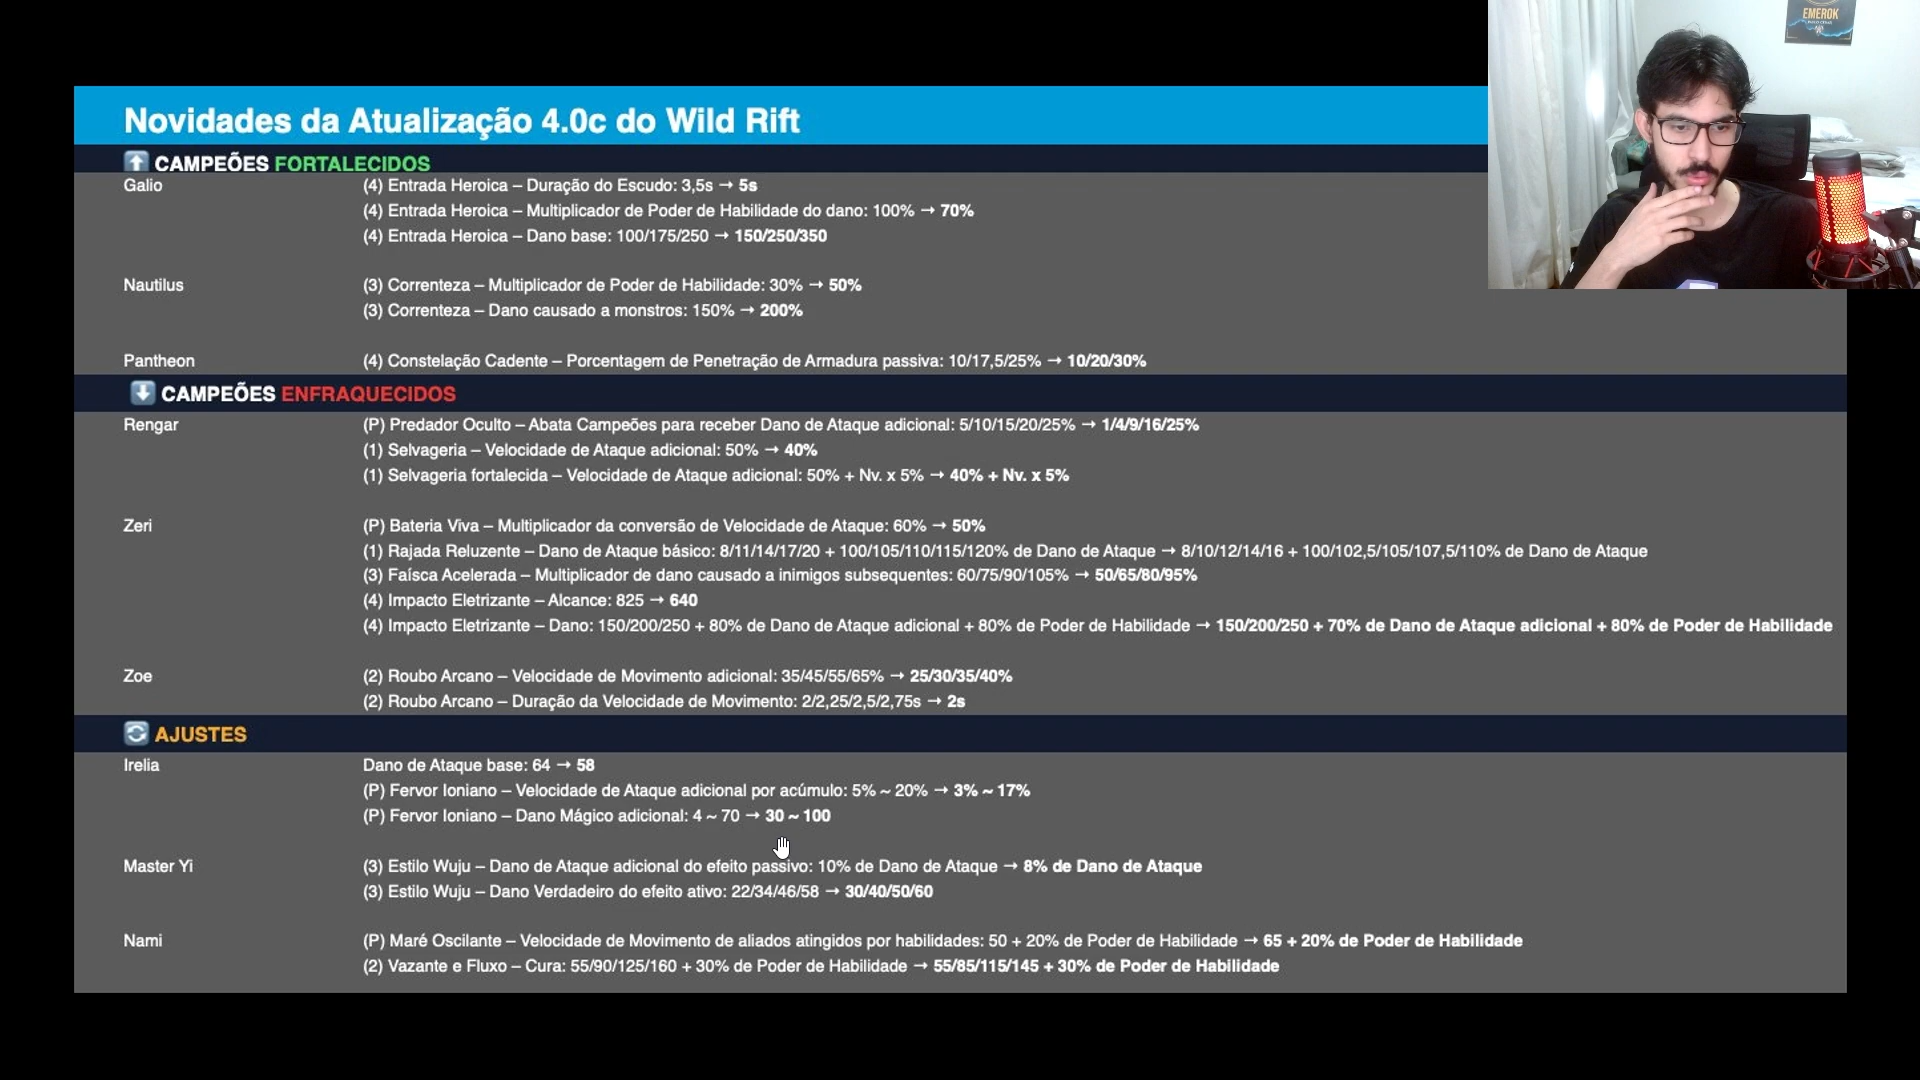 EMEROK
Novidades da Atualização 4.0c do Wild Rift
CAMPEÕES FORTALECIDOS
Galio (4) Entrada Heroica – Duração do Escudo: 3,5s → 5s
(4) Entrada Heroica – Multiplicador de Poder de Habilidade do dano: 100% → 70%
(4) Entrada Heroica – Dano base: 100/175/250 → 150/250/350
Nautilus (3) Correnteza – Multiplicador de Poder de Habilidade: 30% → 50%
(3) Correnteza – Dano causado a monstros: 150% → 200%
Pantheon (4) Constelação Cadente – Porcentagem de Penetração de Armadura passiva: 10/17,5/25% → 10/20/30%
CAMPEÕES ENFRAQUECIDOS
Rengar (P) Predador Oculto – Abata Campeões para receber Dano de Ataque adicional: 5/10/15/20/25% → 1/4/9/16/25%
(1) Selvageria – Velocidade de Ataque adicional: 50% → 40%
(1) Selvageria fortalecida – Velocidade de Ataque adicional: 50% + Nv. x 5% → 40% + Nv. x 5%
Zeri (P) Bateria Viva – Multiplicador da conversão de Velocidade de Ataque: 60% → 50%
(1) Rajada Reluzente – Dano de Ataque básico: 8/11/14/17/20 + 100/105/110/115/120% de Dano de Ataque → 8/10/12/14/16 + 100/102,5/105/107,5/110% de Dano de Ataque
(3) Faísca Acelerada – Multiplicador de dano causado a inimigos subsequentes: 60/75/90/105% → 50/65/80/95%
(4) Impacto Eletrizante – Alcance: 825 → 640
(4) Impacto Eletrizante – Dano: 150/200/250 + 80% de Dano de Ataque adicional + 80% de Poder de Habilidade → 150/200/250 + 70% de Dano de Ataque adicional + 80% de Poder de Habilidade
Zoe (2) Roubo Arcano – Velocidade de Movimento adicional: 35/45/55/65% → 25/30/35/40%
(2) Roubo Arcano – Duração da Velocidade de Movimento: 2/2,25/2,5/2,75s → 2s
AJUSTES
Irelia Dano de Ataque base: 64 → 58
(P) Fervor Ioniano – Velocidade de Ataque adicional por acúmulo: 5% ~ 20% → 3% ~ 17%
(P) Fervor Ioniano – Dano Mágico adicional: 4 ~ 70 → 30 ~ 100
Master Yi (3) Estilo Wuju – Dano de Ataque adicional do efeito passivo: 10% de Dano de Ataque → 8% de Dano de Ataque
(3) Estilo Wuju – Dano Verdadeiro do efeito ativo: 22/34/46/58 → 30/40/50/60
Nami (P) Maré Oscilante – Velocidade de Movimento de aliados atingidos por habilidades: 50 + 20% de Poder de Habilidade → 65 + 20% de Poder de Habilidade
(2) Vazante e Fluxo – Cura: 55/90/125/160 + 30% de Poder de Habilidade → 55/85/115/145 + 30% de Poder de Habilidade